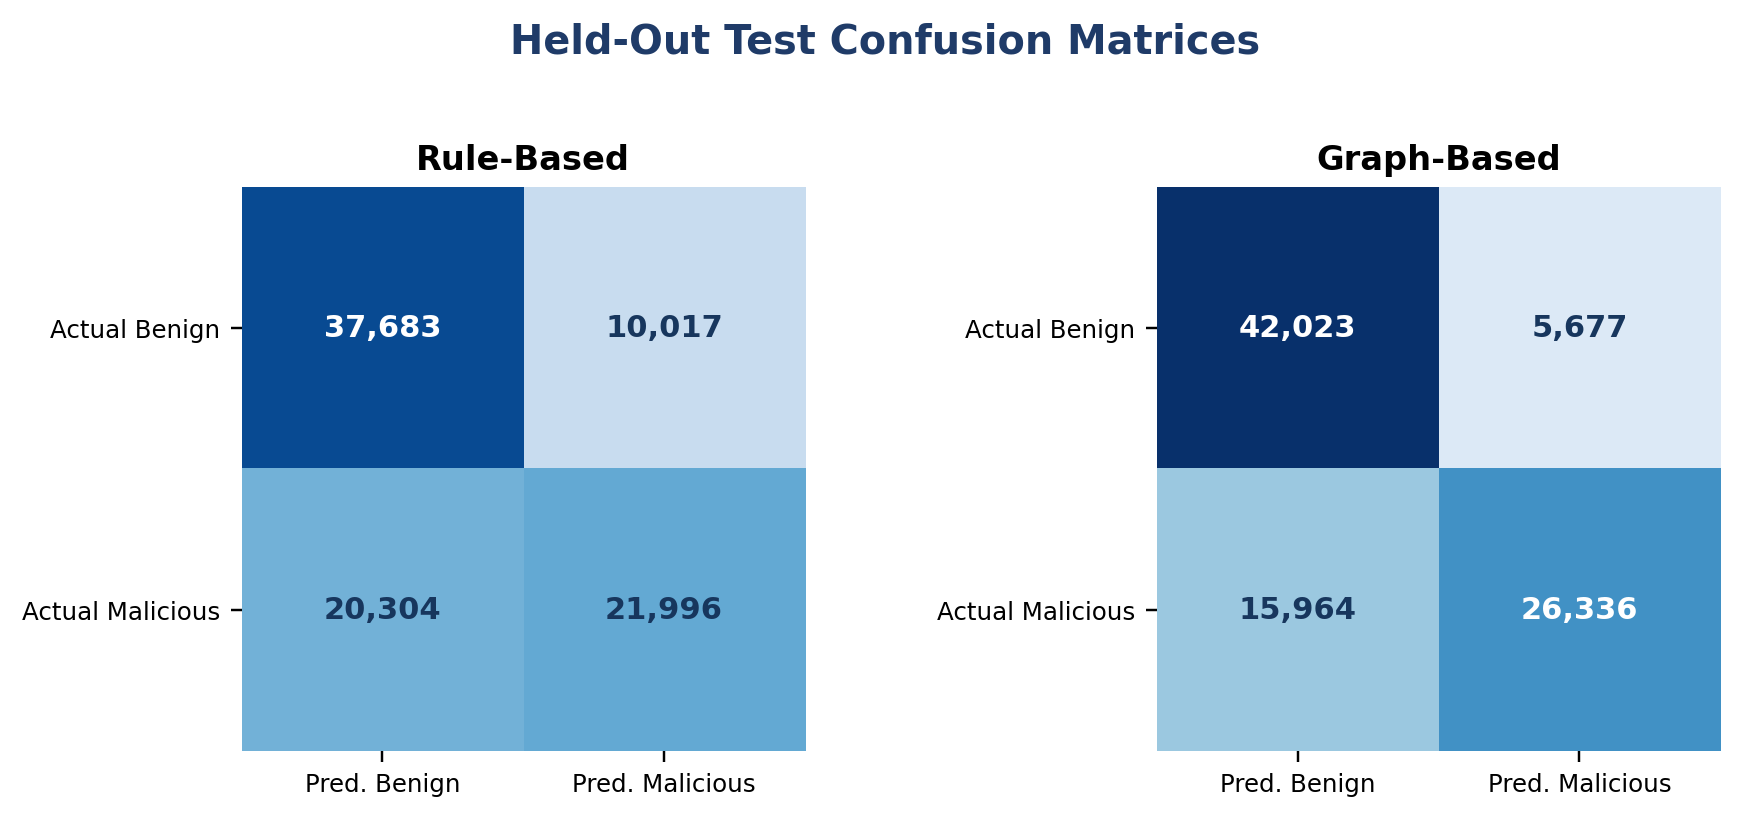 Held-Out Test Confusion Matrices
Rule-Based
Actual Benign 37,683 10,017
Actual Malicious 20,304 21,996
Pred. Benign Pred. Malicious
Graph-Based
Actual Benign 42,023 5,677
Actual Malicious 15,964 26,336
Pred. Benign Pred. Malicious